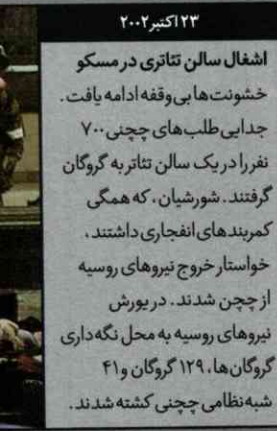 ۲۳ اکتبر ۲۰۰۲
اشغال سالن تئاتری در مسکو
خشونت‌ها بی‌وقفه ادامه یافت.
جدایی طلب‌های چچنی ۷۰۰
نفر را در یک سالن تئاتر به گروگان
گرفتند. شورشیان، که همگی
کمربندهای انفجاری داشتند،
خواستار خروج نیروهای روسیه
از چچن شدند. در یورش
نیروهای روسیه به محل نگه‌داری
گروگان‌ها، ۱۲۹ گروگان و ۴۱
شبه‌نظامی چچنی کشته شدند.